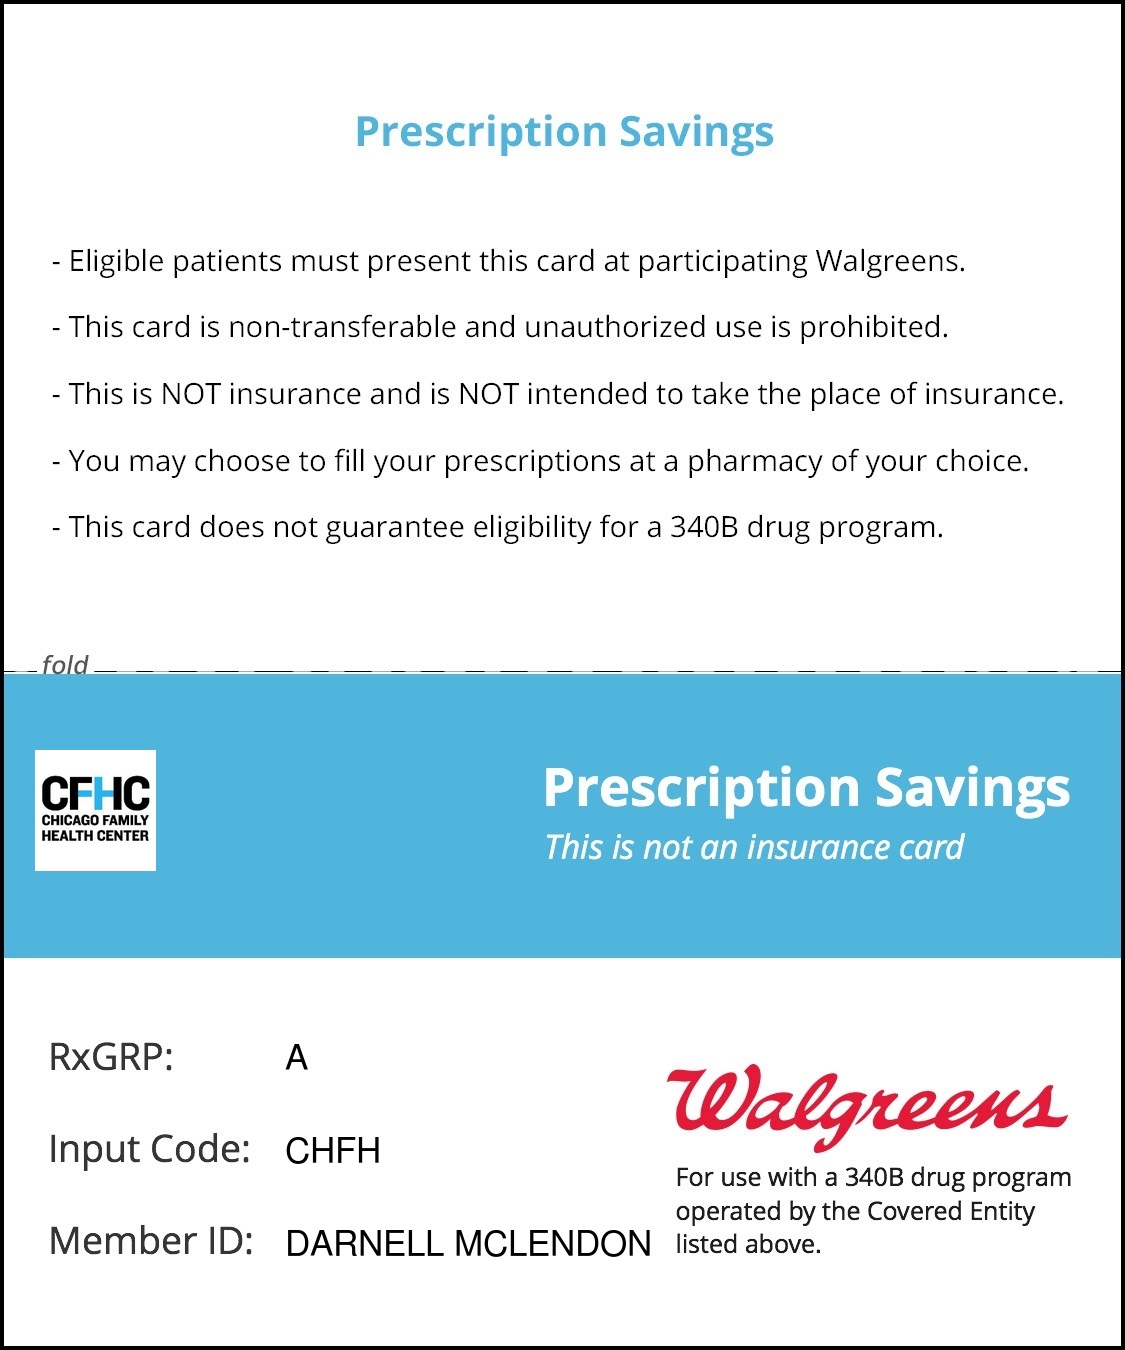 Prescription Savings
- Eligible patients must present this card at participating Walgreens.
- This card is non-transferable and unauthorized use is prohibited.
- This is NOT insurance and is NOT intended to take the place of insurance.
- You may choose to fill your prescriptions at a pharmacy of your choice.
- This card does not guarantee eligibility for a 340B drug program.
fold
CFHC
CHICAGO FAMILY
HEALTH CENTER
Prescription Savings
This is not an insurance card
RxGRP: A
Input Code: CHFH
Member ID: DARNELL MCLENDON
Walgreens
For use with a 340B drug program
operated by the Covered Entity
listed above.